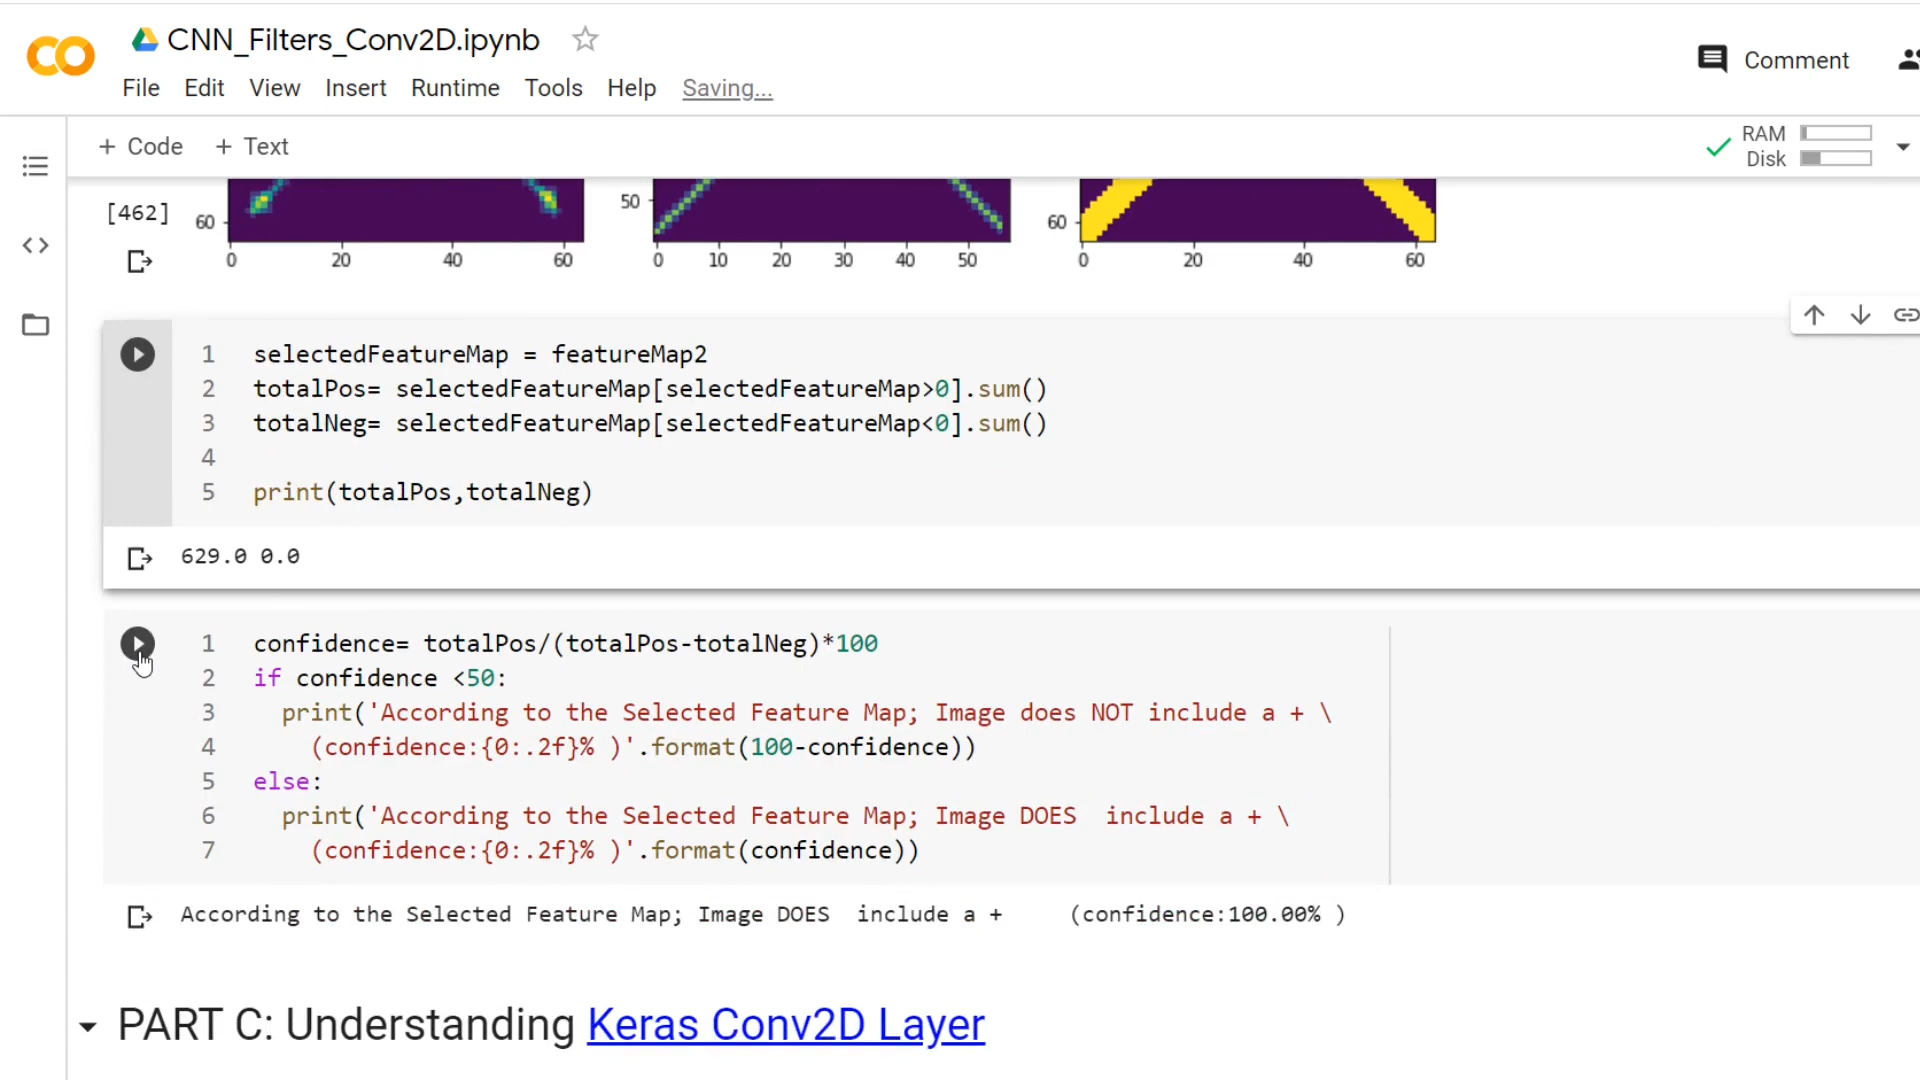 CNN_Filters_Conv2D.ipynb
Comment
File Edit View Insert Runtime Tools Help Saving...
+ Code + Text
RAM
Disk
[462]
60
50
60
0 20 40 60
0 10 20 30 40 50
0 20 40 60
1 selectedFeatureMap = featureMap2
2 totalPos= selectedFeatureMap[selectedFeatureMap>0].sum()
3 totalNeg= selectedFeatureMap[selectedFeatureMap<0].sum()
4
5 print(totalPos,totalNeg)
629.0 0.0
1 confidence= totalPos/(totalPos-totalNeg)*100
2 if confidence <50:
3   print('According to the Selected Feature Map; Image does NOT include a + \
4     (confidence:{0:.2f}% )'.format(100-confidence))
5 else:
6   print('According to the Selected Feature Map; Image DOES  include a + \
7     (confidence:{0:.2f}% )'.format(confidence))
According to the Selected Feature Map; Image DOES  include a +     (confidence:100.00% )
PART C: Understanding Keras Conv2D Layer